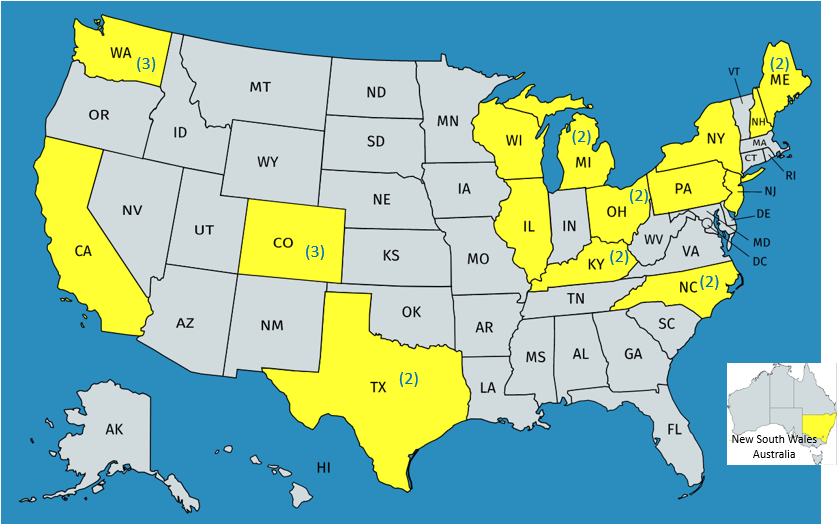 WA
(3)
MT
ND
MN
VT
(2)
ME
OR
ID
SD
WI
(2)
MI
NY
NH
MA
CT
RI
WY
IA
NE
PA
NJ
NV
UT
CO
(3)
KS
MO
IL
IN
OH
(2)
DE
MD
DC
CA
WV
VA
KY
(2)
AZ
NM
OK
AR
TN
NC
(2)
SC
MS
AL
GA
TX
(2)
LA
FL
AK
HI
New South Wales
Australia